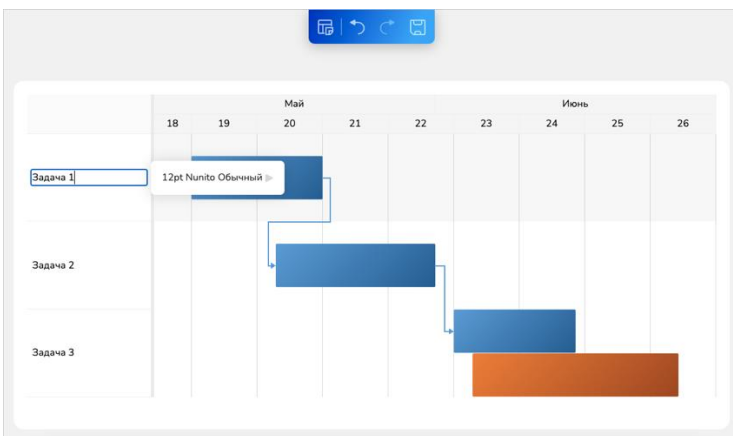 Май Июнь
18 19 20 21 22 23 24 25 26
Задача 1
12pt Nunito Обычный
Задача 2
Задача 3